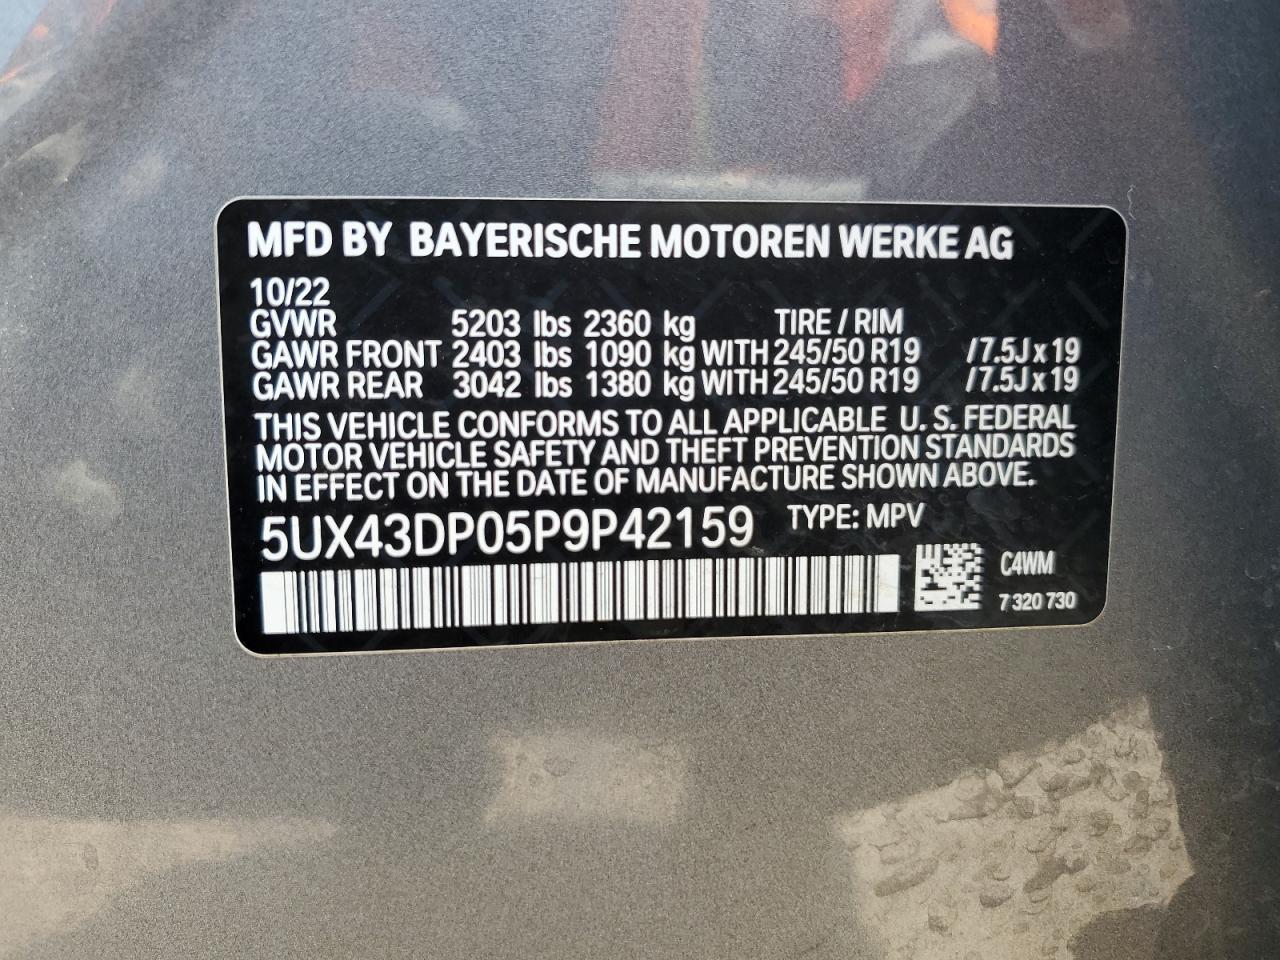 MFD BY BAYERISCHE MOTOREN WERKE AG
10/22
GVWR 5203 lbs 2360 kg TIRE / RIM
GAWR FRONT 2403 lbs 1090 kg WITH 245/50 R19 /7.5J x 19
GAWR REAR 3042 lbs 1380 kg WITH 245/50 R19 /7.5J x 19
THIS VEHICLE CONFORMS TO ALL APPLICABLE U. S. FEDERAL
MOTOR VEHICLE SAFETY AND THEFT PREVENTION STANDARDS
IN EFFECT ON THE DATE OF MANUFACTURE SHOWN ABOVE.
5UX43DP05P9P42159 TYPE: MPV
C4WM
7 320 730